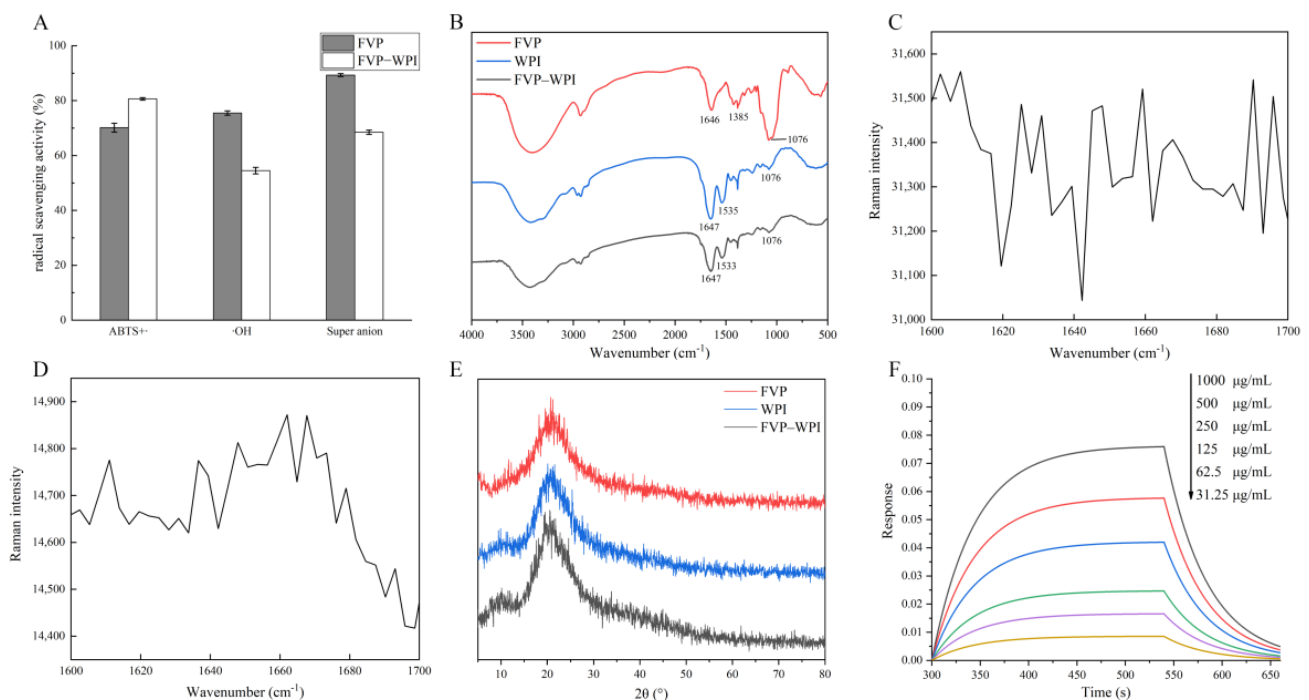 A
100
80
60
40
20
0
radical scavenging activity (%)
FVP
FVP−WPI
ABTS+·
·OH
Super anion
B
FVP
WPI
FVP−WPI
1646
1385
1076
1647
1535
1076
1647
1533
1076
4000 3500 3000 2500 2000 1500 1000 500
Wavenumber (cm⁻¹)
C
31,600
31,500
31,400
31,300
31,200
31,100
31,000
Raman intensity
1600 1620 1640 1660 1680 1700
Wavenumber (cm⁻¹)
D
14,900
14,800
14,700
14,600
14,500
14,400
Raman intensity
1600 1620 1640 1660 1680 1700
Wavenumber (cm⁻¹)
E
FVP
WPI
FVP−WPI
10 20 30 40 50 60 70 80
2θ (°)
F
0.10
0.09
0.08
0.07
0.06
0.05
0.04
0.03
0.02
0.01
0.00
Response
1000 μg/mL
500 μg/mL
250 μg/mL
125 μg/mL
62.5 μg/mL
31.25 μg/mL
300 350 400 450 500 550 600 650
Time (s)